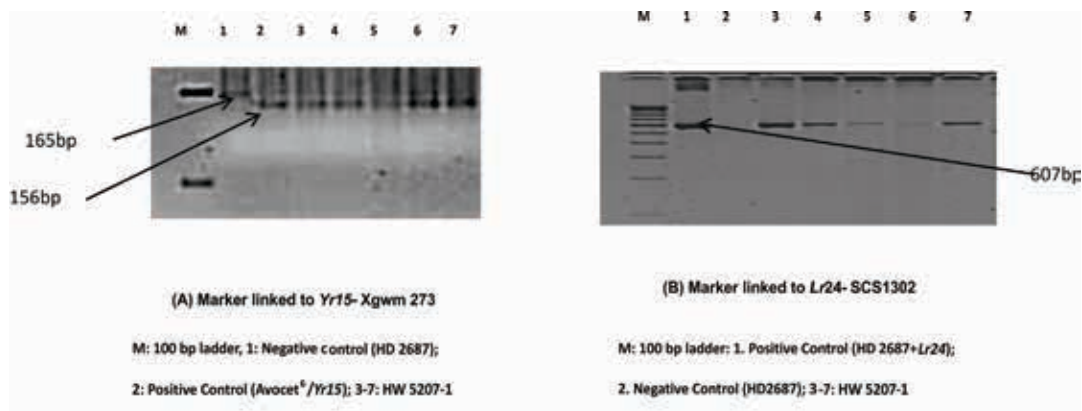 M 1 2 3 4 5 6 7
M 1 2 3 4 5 6 7
165bp
156bp
607bp
(A) Marker linked to Yr15- Xgwm 273
M: 100 bp ladder, 1: Negative control (HD 2687);
2: Positive Control (Avocet⁶/Yr15); 3-7: HW 5207-1
(B) Marker linked to Lr24- SCS1302
M: 100 bp ladder: 1. Positive Control (HD 2687+Lr24);
2. Negative Control (HD2687); 3-7: HW 5207-1